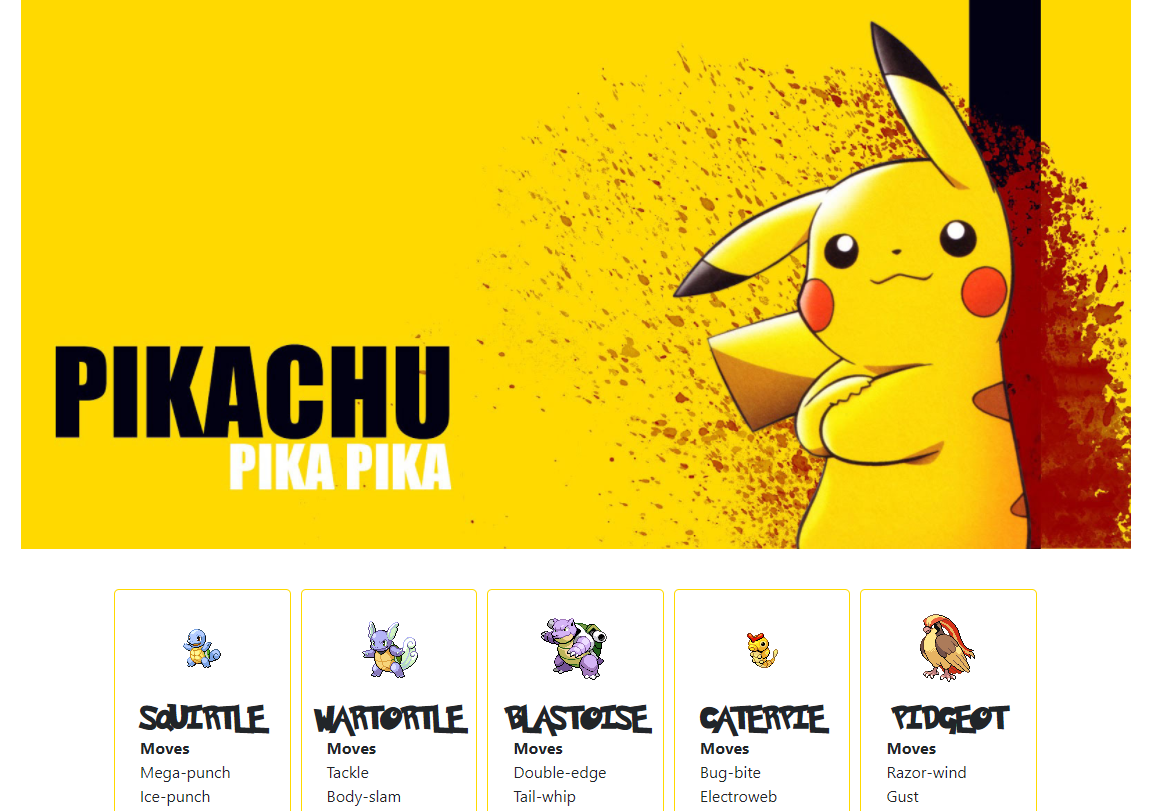 PIKACHU
PIKA PIKA
SQUIRTLE
Moves
Mega-punch
Ice-punch
WARTORTLE
Moves
Tackle
Body-slam
BLASTOISE
Moves
Double-edge
Tail-whip
CATERPIE
Moves
Bug-bite
Electroweb
PIDGEOT
Moves
Razor-wind
Gust